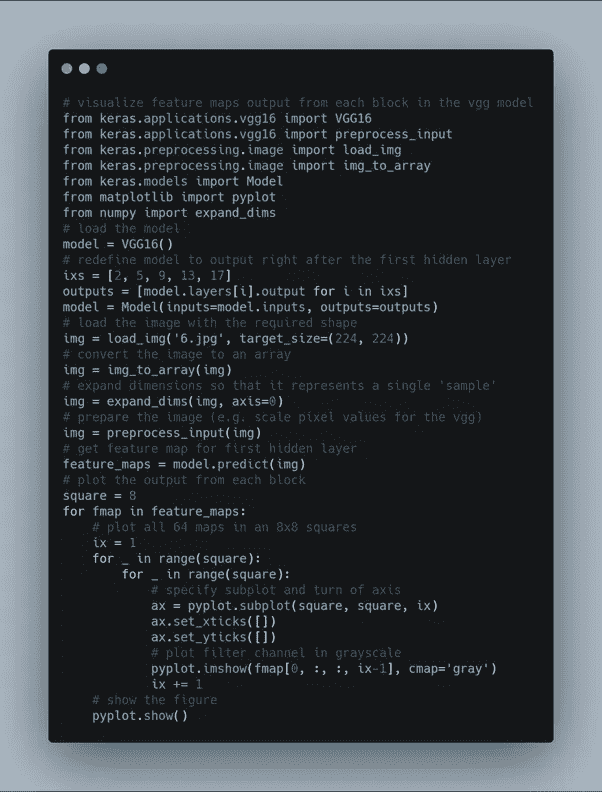 # visualize feature maps output from each block in the vgg model
from keras.applications.vgg16 import VGG16
from keras.applications.vgg16 import preprocess_input
from keras.preprocessing.image import load_img
from keras.preprocessing.image import img_to_array
from keras.models import Model
from matplotlib import pyplot
from numpy import expand_dims
# load the model
model = VGG16()
# redefine model to output right after the first hidden layer
ixs = [2, 5, 9, 13, 17]
outputs = [model.layers[i].output for i in ixs]
model = Model(inputs=model.inputs, outputs=outputs)
# load the image with the required shape
img = load_img('6.jpg', target_size=(224, 224))
# convert the image to an array
img = img_to_array(img)
# expand dimensions so that it represents a single 'sample'
img = expand_dims(img, axis=0)
# prepare the image (e.g. scale pixel values for the vgg)
img = preprocess_input(img)
# get feature map for first hidden layer
feature_maps = model.predict(img)
# plot the output from each block
square = 8
for fmap in feature_maps:
    # plot all 64 maps in an 8x8 squares
    ix = 1
    for _ in range(square):
        for _ in range(square):
            # specify subplot and turn of axis
            ax = pyplot.subplot(square, square, ix)
            ax.set_xticks([])
            ax.set_yticks([])
            # plot filter channel in grayscale
            pyplot.imshow(fmap[0, :, :, ix-1], cmap='gray')
            ix += 1
    # show the figure
    pyplot.show()